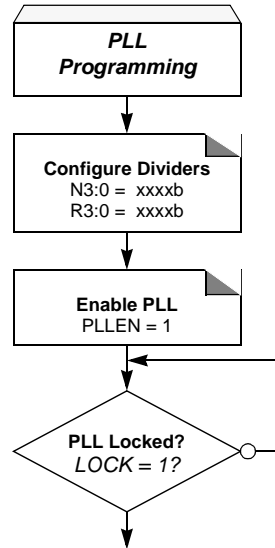 PLL
Programming
Configure Dividers
N3:0 = xxxxb
R3:0 = xxxxb
Enable PLL
PLLEN = 1
PLL Locked?
LOCK = 1?